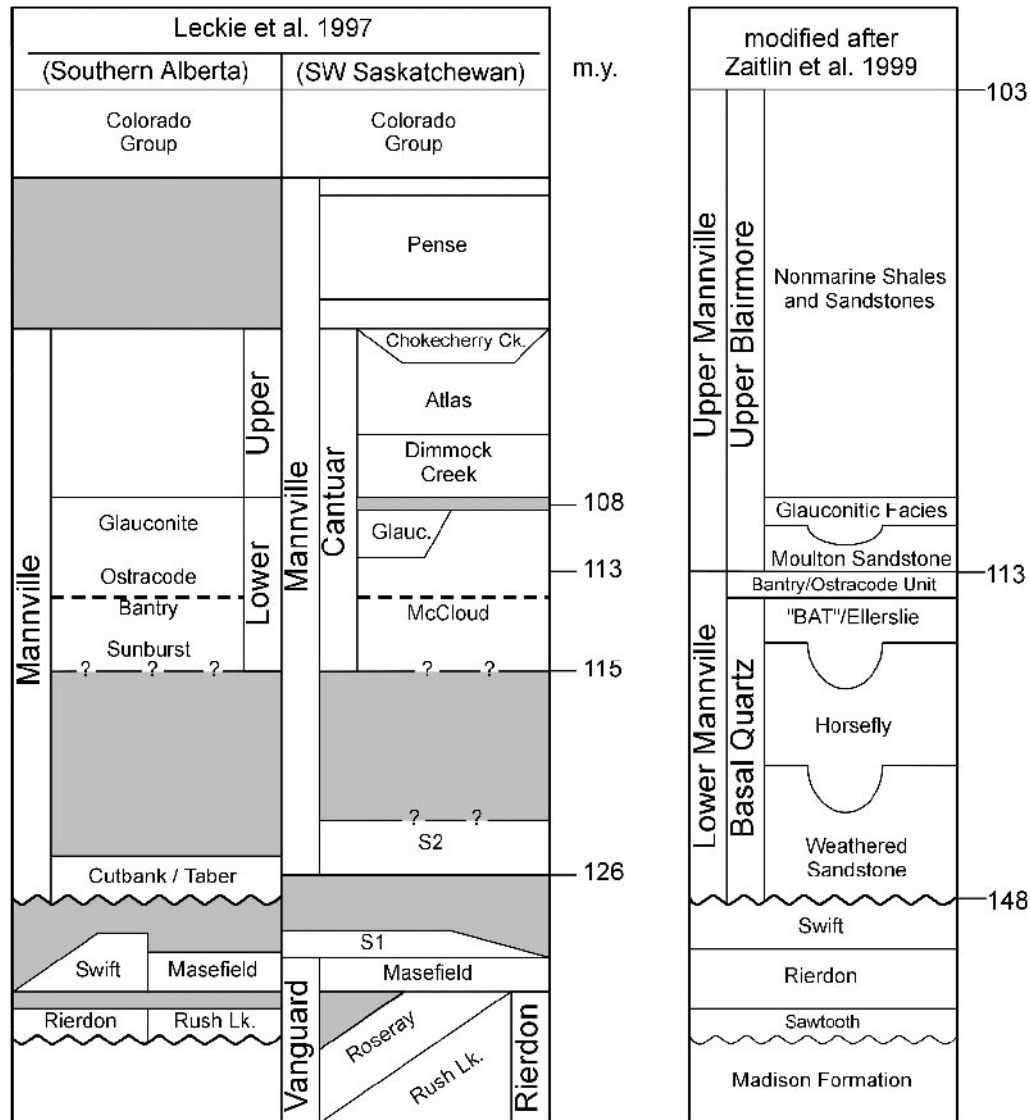 Leckie et al. 1997
(Southern Alberta)
(SW Saskatchewan)
m.y.
modified after
Zaitlin et al. 1999
Colorado
Group
Colorado
Group
103
Pense
Chokecherry Ck.
Atlas
Dimmock
Creek
Upper
Lower
Mannville
Mannville
Cantuar
Glauconite
Ostracode
Bantry
Sunburst
? ? ?
Glauc.
McCloud
? ?
108
113
115
? ?
S2
126
Cutbank / Taber
S1
Swift
Masefield
Masefield
Rierdon
Rush Lk.
Vanguard
Roseray
Rush Lk.
Rierdon
Upper Mannville
Upper Blairmore
Nonmarine Shales
and Sandstones
Glauconitic Facies
Moulton Sandstone
113
Bantry/Ostracode Unit
Lower Mannville
Basal Quartz
"BAT"/Ellerslie
Horsefly
Weathered
Sandstone
148
Swift
Rierdon
Sawtooth
Madison Formation